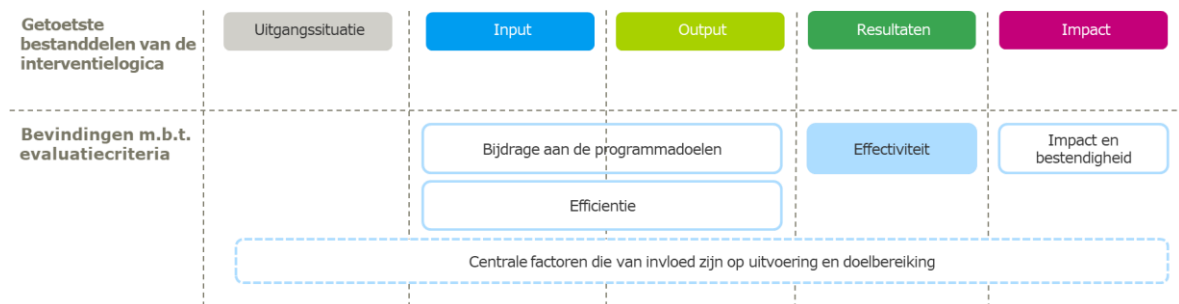 Getoetste
bestanddelen van de
interventielogica
Uitgangssituatie
Input
Output
Resultaten
Impact
Bevindingen m.b.t.
evaluatiecriteria
Bijdrage aan de programmadoelen
Effectiviteit
Impact en
bestendigheid
Efficientie
Centrale factoren die van invloed zijn op uitvoering en doelbereiking